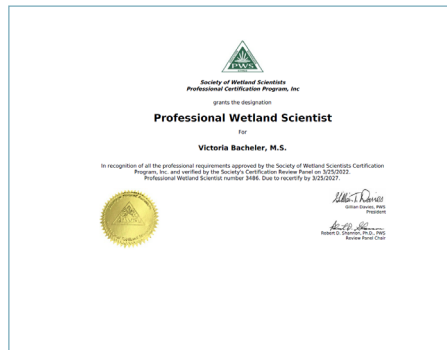 PWS
Society of Wetland Scientists
Professional Certification Program, Inc
grants the designation
Professional Wetland Scientist
For
Victoria Bacheler, M.S.
In recognition of all the professional requirements approved by the Society of Wetland Scientists Certification
Program, Inc. and verified by the Society's Certification Review Panel on 3/25/2022.
Professional Wetland Scientist number 3486. Due to recertify by 3/25/2027.
Gillian Davies, PWS
President
Robert D. Shannon, Ph.D., PWS
Review Panel Chair